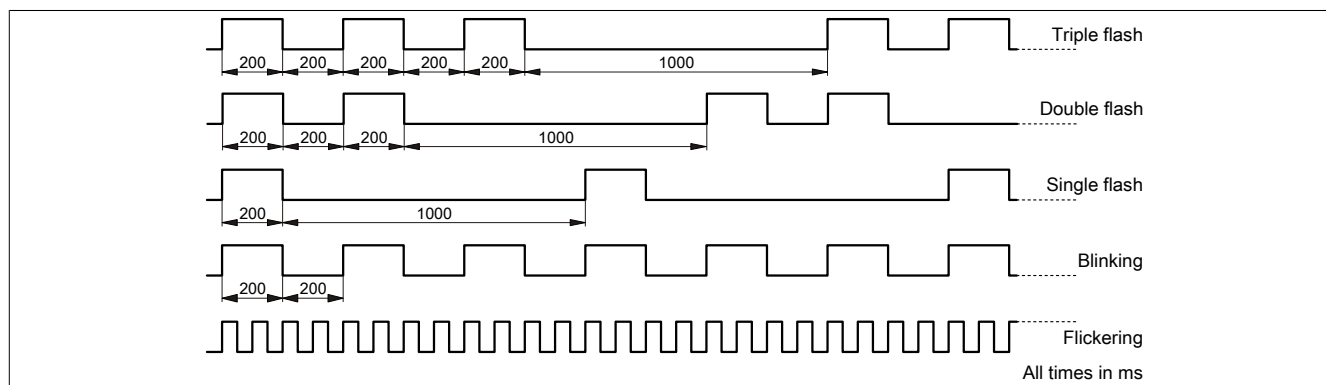 Triple flash
200 200 200 200 200 1000
Double flash
200 200 200 1000
Single flash
200 1000
Blinking
200 200
Flickering
All times in ms